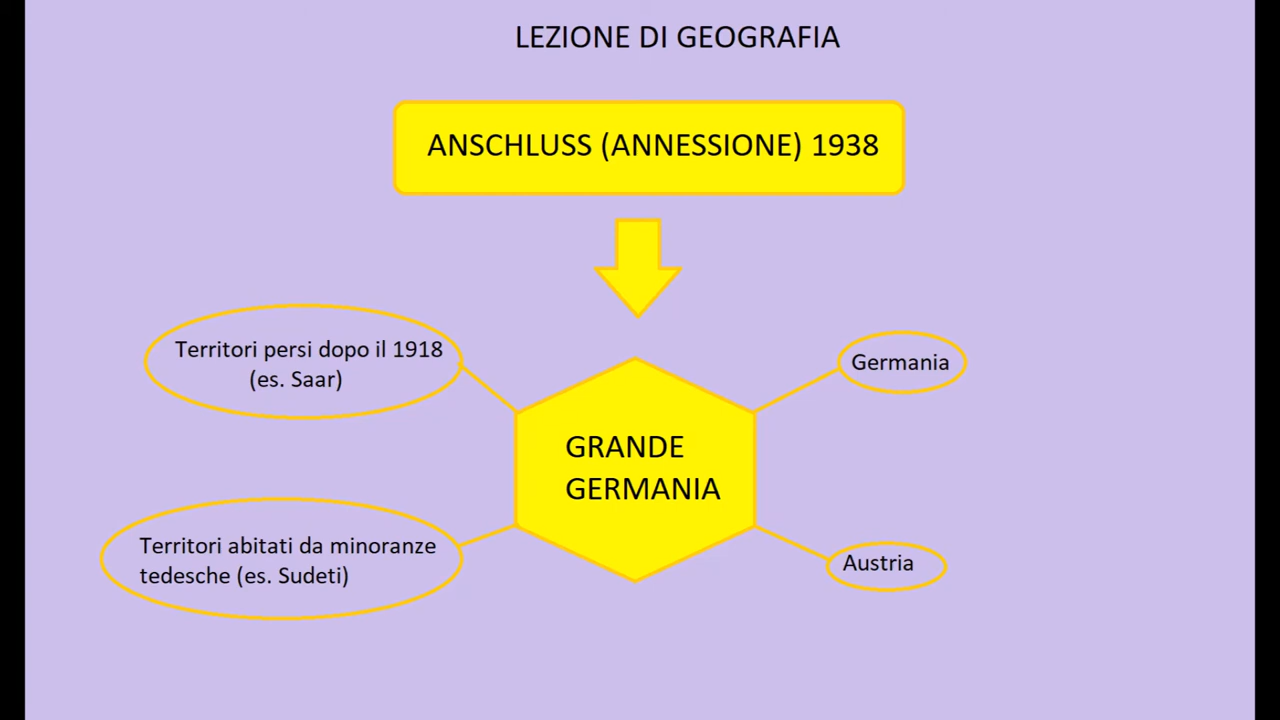 LEZIONE DI GEOGRAFIA
ANSCHLUSS (ANNESSIONE) 1938
Territori persi dopo il 1918
(es. Saar)
Germania
GRANDE
GERMANIA
Territori abitati da minoranze
tedesche (es. Sudeti)
Austria